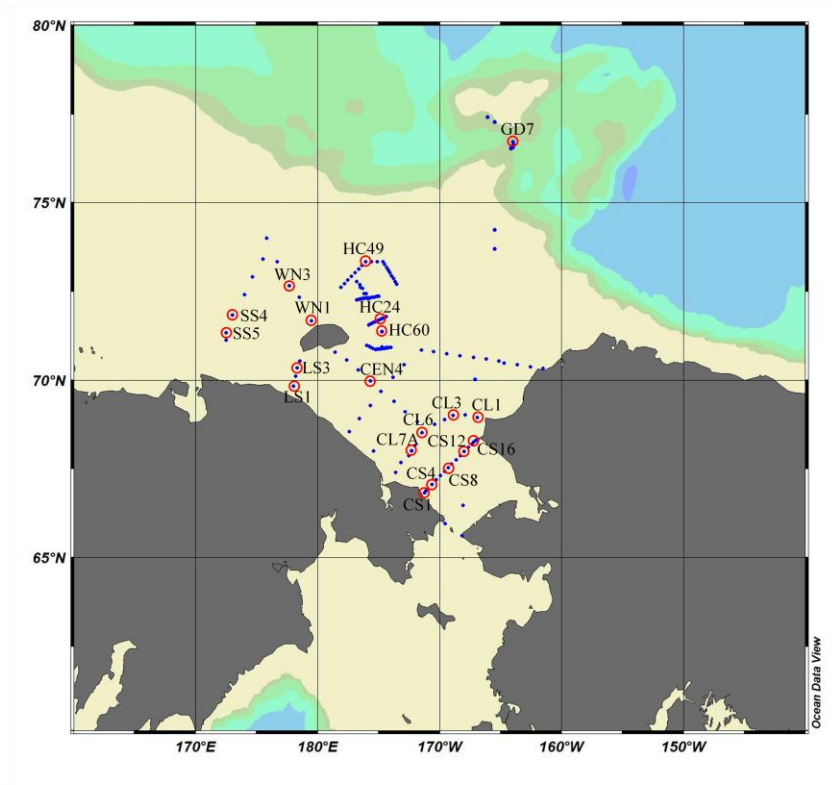 80°N
GD7
75°N
HC49
WN3
SS4
WN1
HC24
SS5
HC60
LS3
70°N
CEN4
LS1
CL3
CL1
CL6
CL7A
CS12
CS16
CS4
CS8
CS1
65°N
Ocean Data View
170°E
180°W
170°W
160°W
150°W